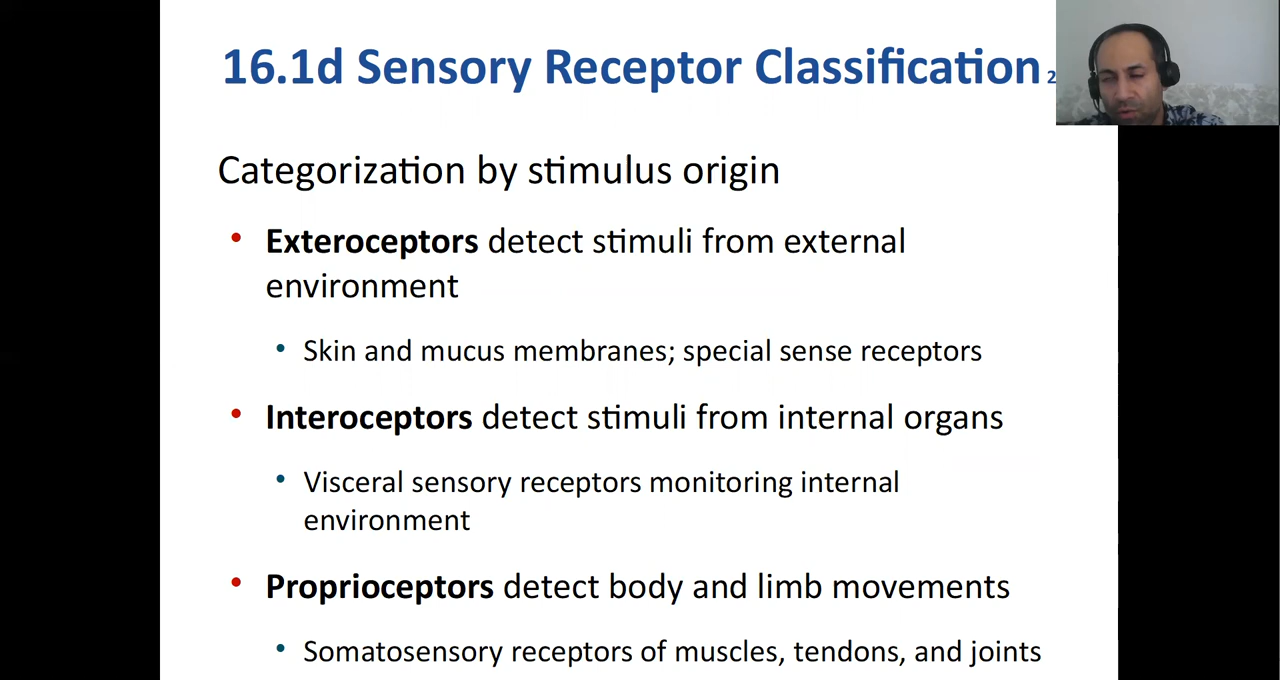 16.1d Sensory Receptor Classification 2
Categorization by stimulus origin
• Exteroceptors detect stimuli from external
environment
• Skin and mucus membranes; special sense receptors
• Interoceptors detect stimuli from internal organs
• Visceral sensory receptors monitoring internal
environment
• Proprioceptors detect body and limb movements
• Somatosensory receptors of muscles, tendons, and joints